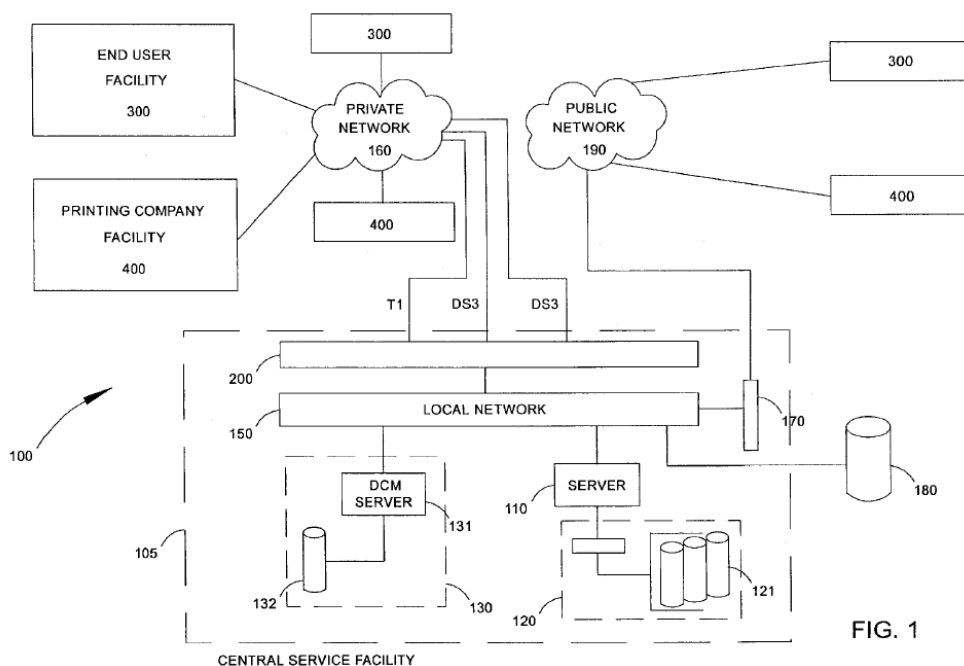 END USER
FACILITY
300
300
PRIVATE
NETWORK
160
PUBLIC
NETWORK
190
300
PRINTING COMPANY
FACILITY
400
400
400
T1
DS3
DS3
200
LOCAL NETWORK
150
170
100
DCM
SERVER
131
110
SERVER
180
105
132
130
120
121
FIG. 1
CENTRAL SERVICE FACILITY